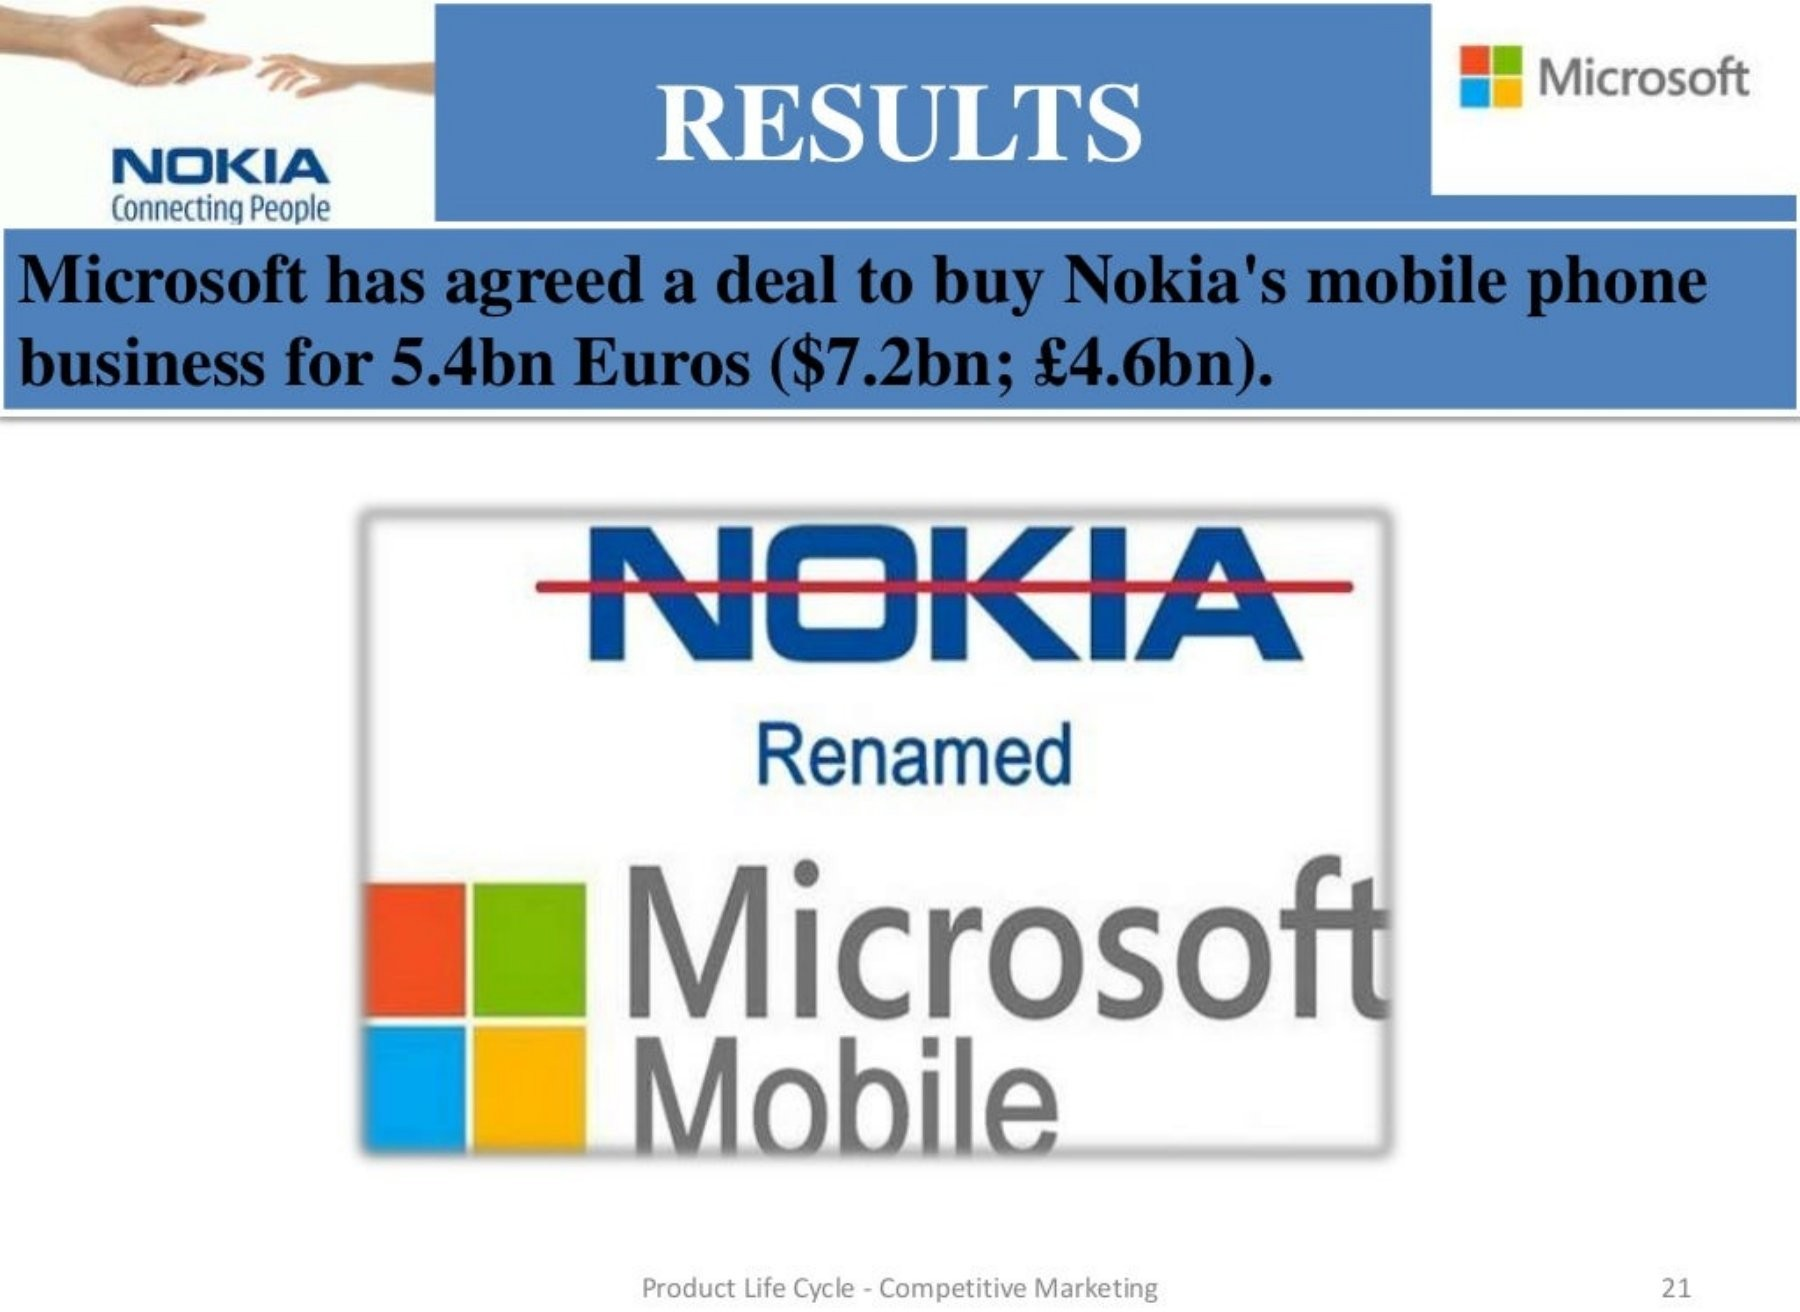 NOKIA
Connecting People
RESULTS
Microsoft
Microsoft has agreed a deal to buy Nokia's mobile phone
business for 5.4bn Euros ($7.2bn; £4.6bn).
NOKIA
Renamed
Microsoft
Mobile
Product Life Cycle - Competitive Marketing
21